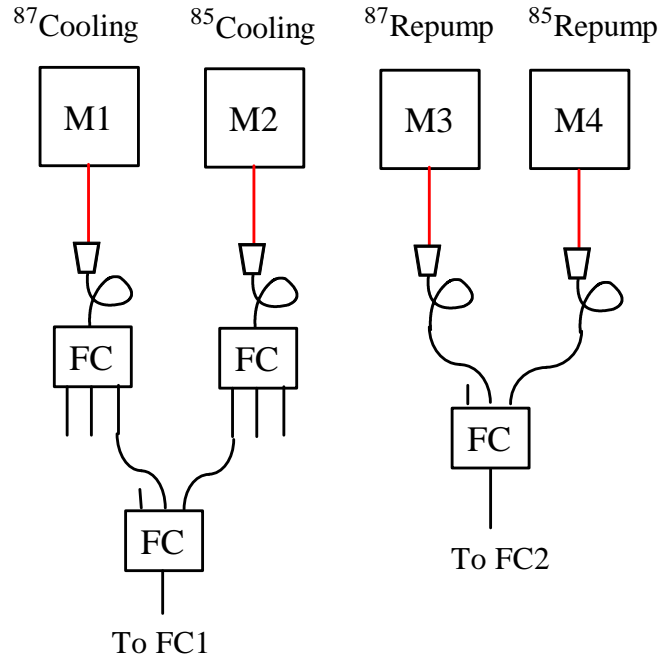 ⁸⁷Cooling ⁸⁵Cooling ⁸⁷Repump ⁸⁵Repump
M1 M2 M3 M4
FC FC
FC
FC
To FC2
To FC1